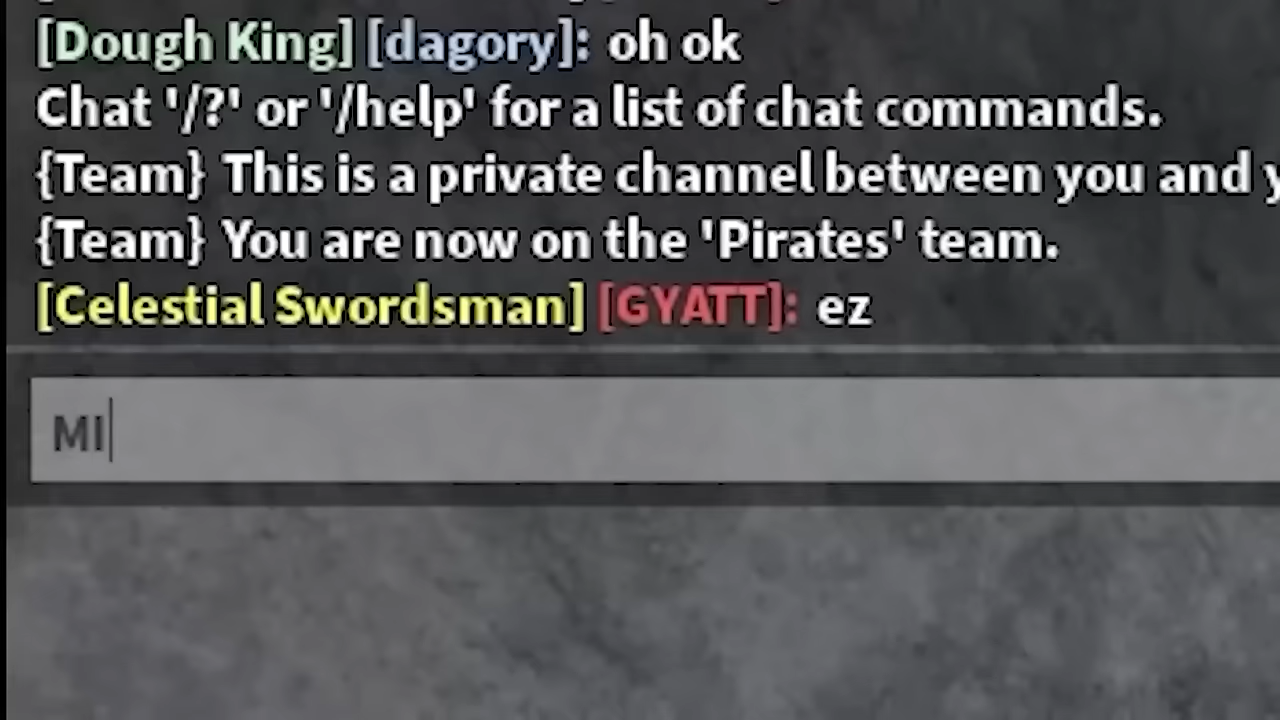 [Dough King] [dagory]: oh ok
Chat '/?' or '/help' for a list of chat commands.
{Team} This is a private channel between you and
{Team} You are now on the 'Pirates' team.
[Celestial Swordsman] [GYATT]: ez
MI